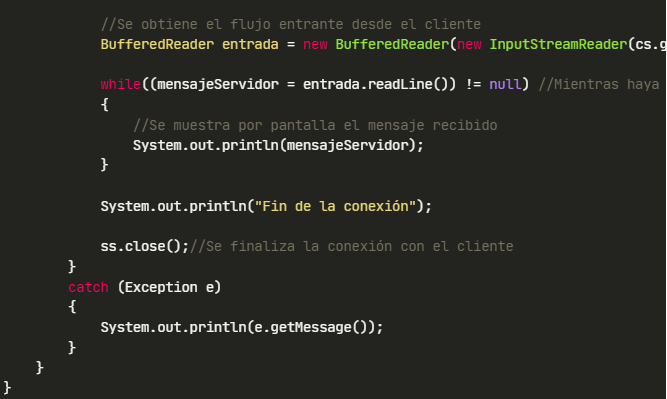 //Se obtiene el flujo entrante desde el cliente
BufferedReader entrada = new BufferedReader(new InputStreamReader(cs.g
while((mensajeServidor = entrada.readLine()) != null) //Mientras haya
{
//Se muestra por pantalla el mensaje recibido
System.out.println(mensajeServidor);
}
System.out.println("Fin de la conexión");
ss.close();//Se finaliza la conexión con el cliente
}
catch (Exception e)
{
System.out.println(e.getMessage());
}
}
}